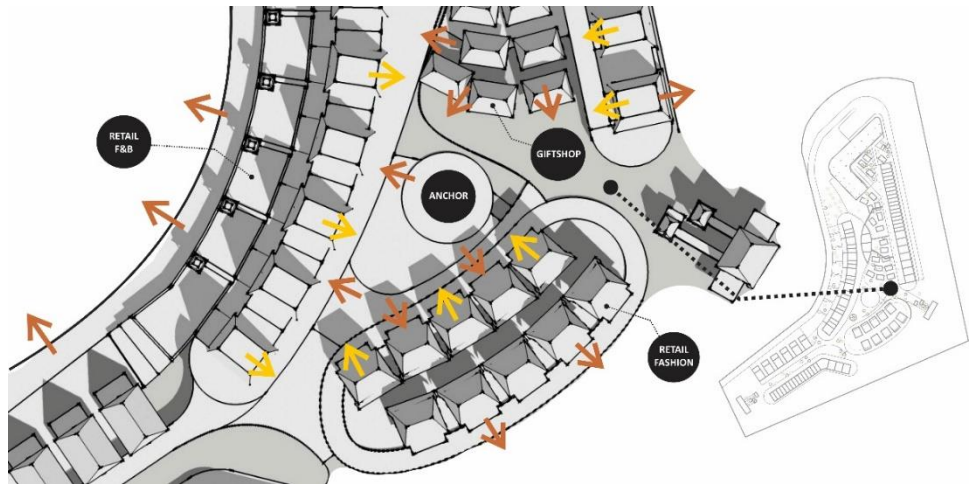 RETAIL
F&B
GIFTSHOP
ANCHOR
RETAIL
FASHION